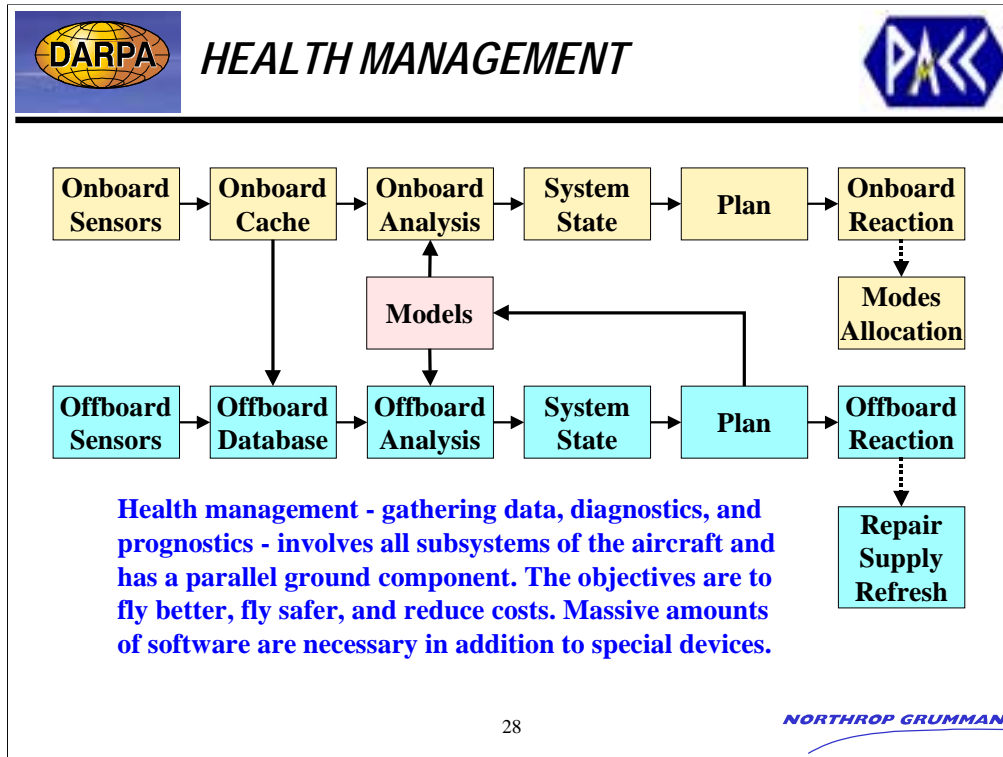 DARPA
HEALTH MANAGEMENT
PACC
Onboard
Sensors
Onboard
Cache
Onboard
Analysis
System
State
Plan
Onboard
Reaction
Models
Modes
Allocation
Offboard
Sensors
Offboard
Database
Offboard
Analysis
System
State
Plan
Offboard
Reaction
Repair
Supply
Refresh
Health management - gathering data, diagnostics, and
prognostics - involves all subsystems of the aircraft and
has a parallel ground component. The objectives are to
fly better, fly safer, and reduce costs. Massive amounts
of software are necessary in addition to special devices.
28
NORTHROP GRUMMAN